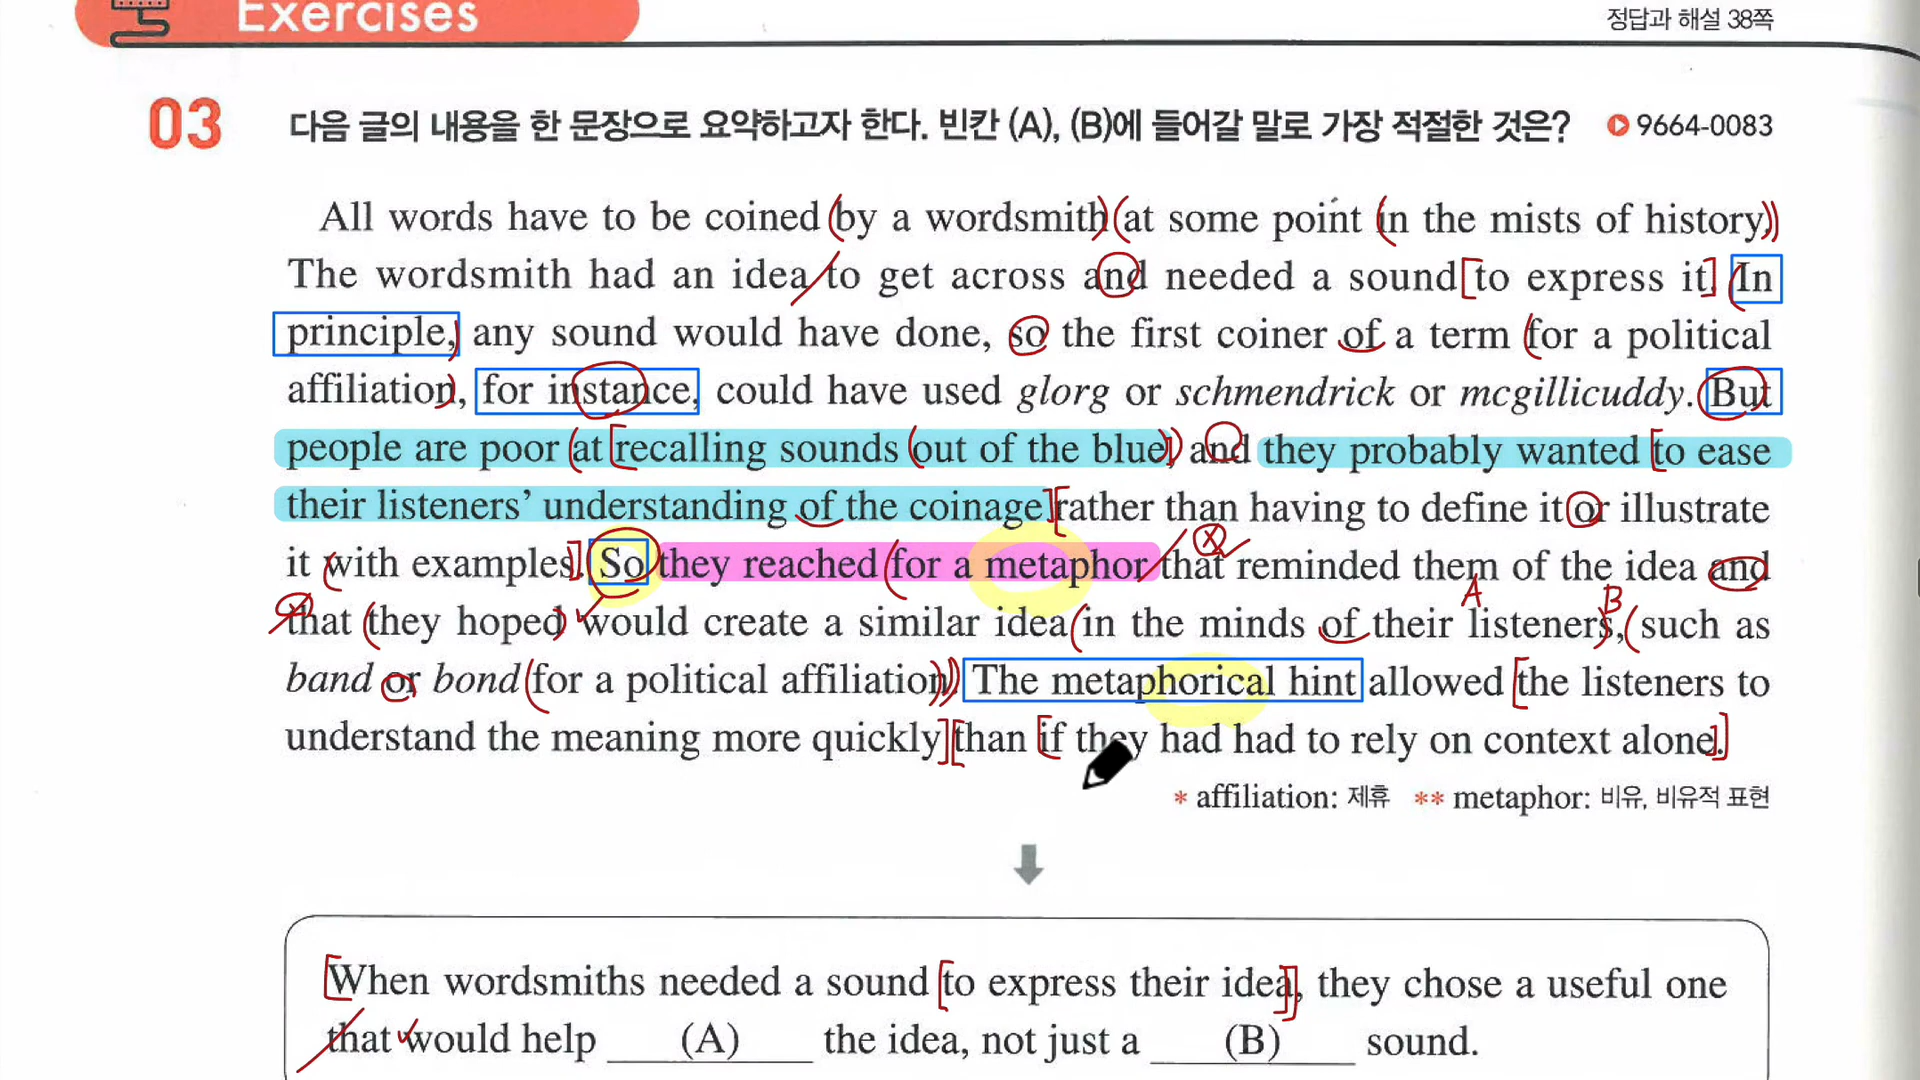 Exercises
정답과 해설 38쪽
03 다음 글의 내용을 한 문장으로 요약하고자 한다. 빈칸 (A), (B)에 들어갈 말로 가장 적절한 것은? 9664-0083
All words have to be coined by a wordsmith at some point in the mists of history.
The wordsmith had an idea to get across and needed a sound to express it. In
principle, any sound would have done, so the first coiner of a term for a political
affiliation, for instance, could have used glorg or schmendrick or mcgillicuddy. But
people are poor at recalling sounds out of the blue, and they probably wanted to ease
their listeners’ understanding of the coinage rather than having to define it or illustrate
it with examples. So they reached for a metaphor that reminded them of the idea and
A B
that they hoped would create a similar idea in the minds of their listeners, such as
band or bond for a political affiliation. The metaphorical hint allowed the listeners to
understand the meaning more quickly than if they had had to rely on context alone.
* affiliation: 제휴 ** metaphor: 비유, 비유적 표현
When wordsmiths needed a sound to express their idea, they chose a useful one
that would help (A) the idea, not just a (B) sound.